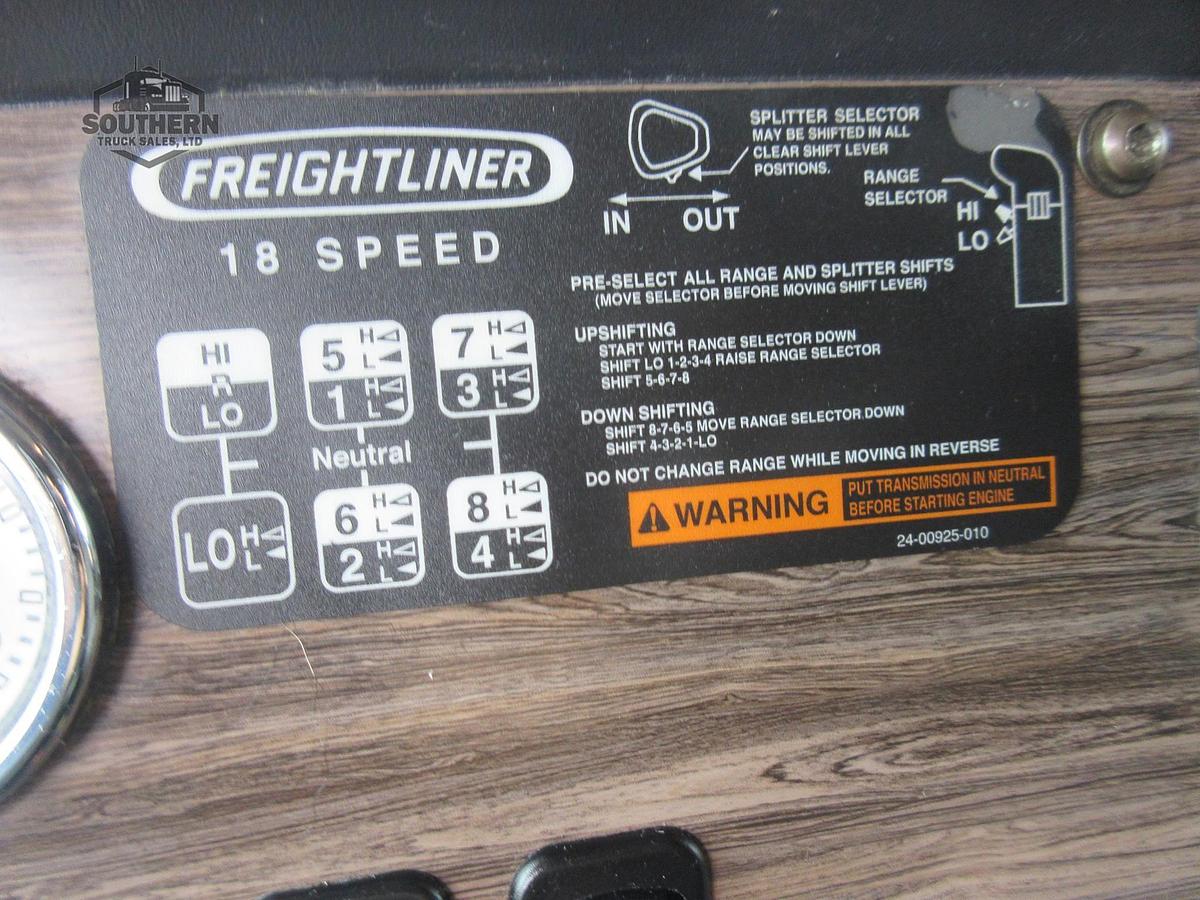 SOUTHERN
TRUCK SALES, LTD
FREIGHTLINER
18 SPEED
SPLITTER SELECTOR
MAY BE SHIFTED IN ALL
CLEAR SHIFT LEVER
POSITIONS.
IN OUT
RANGE
SELECTOR
HI
LO
PRE-SELECT ALL RANGE AND SPLITTER SHIFTS
(MOVE SELECTOR BEFORE MOVING SHIFT LEVER)
UPSHIFTING
START WITH RANGE SELECTOR DOWN
SHIFT LO 1-2-3-4 RAISE RANGE SELECTOR
SHIFT 5-6-7-8
DOWN SHIFTING
SHIFT 8-7-6-5 MOVE RANGE SELECTOR DOWN
SHIFT 4-3-2-1-LO
DO NOT CHANGE RANGE WHILE MOVING IN REVERSE
WARNING
PUT TRANSMISSION IN NEUTRAL
BEFORE STARTING ENGINE
24-00925-010
HI
R
LO
5 H L
1 H L
7 H L
3 H L
Neutral
LO H L
6 H L
2 H L
8 H L
4 H L